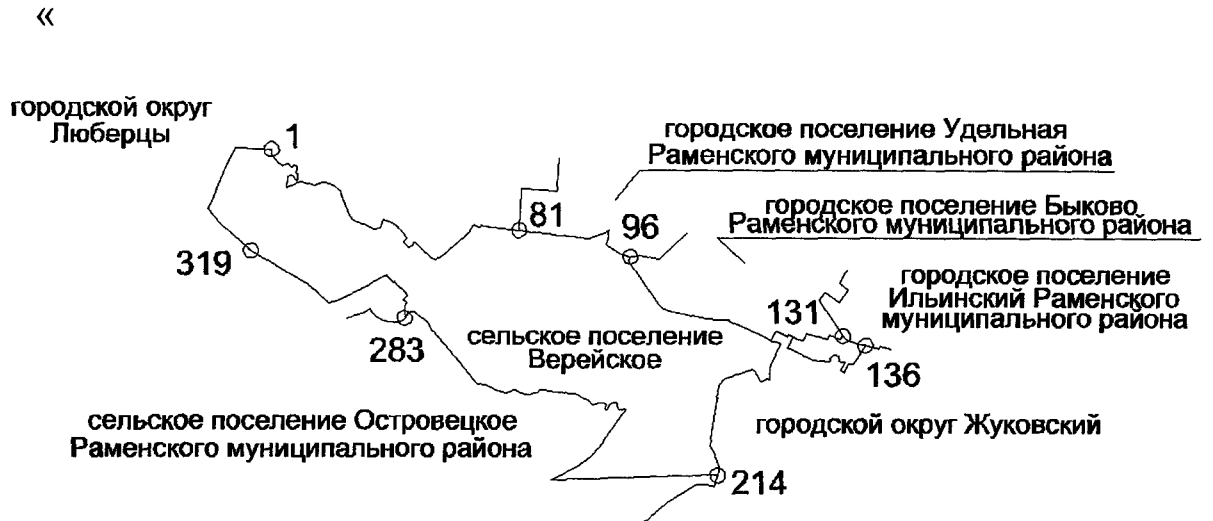 «
городской округ
Люберцы
1
городское поселение Удельная
Раменского муниципального района
81
96
городское поселение Быково
Раменского муниципального района
319
городское поселение
Ильинский Раменского
муниципального района
131
283
сельское поселение
Верейское
136
сельское поселение Островецкое
Раменского муниципального района
городской округ Жуковский
214